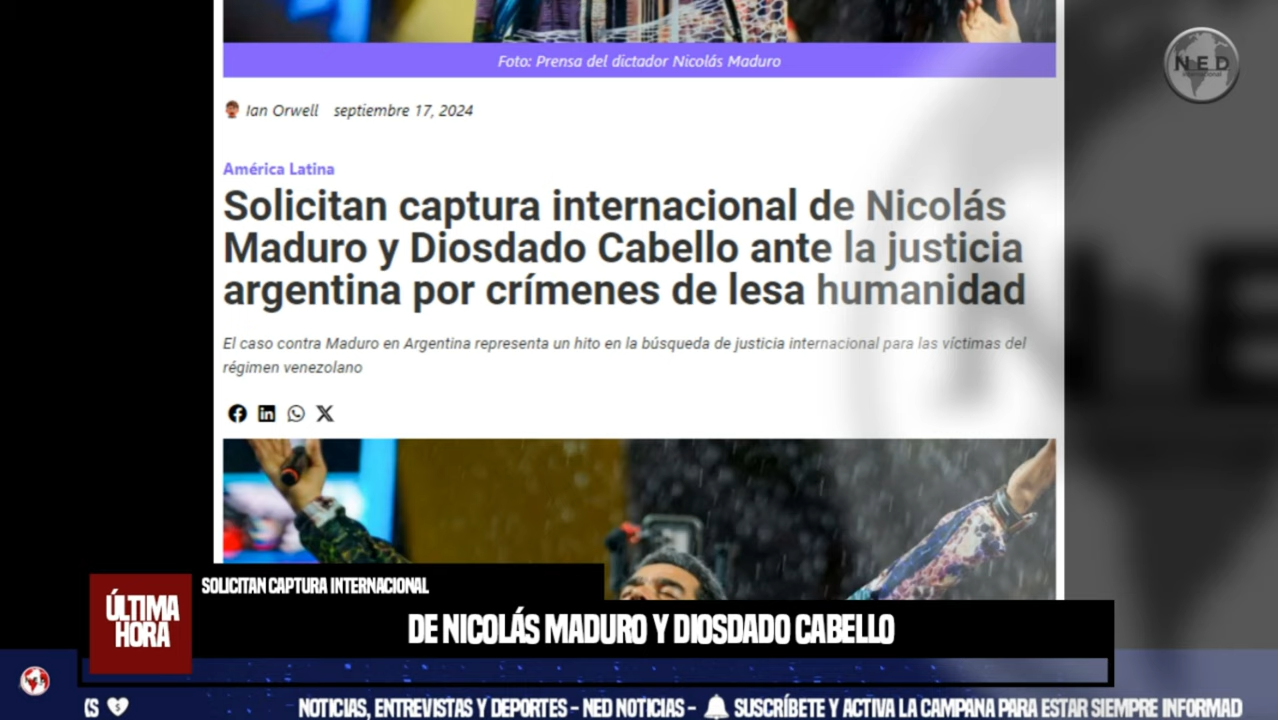 Foto: Prensa del dictador Nicolás Maduro
NED
Internacional
Ian Orwell septiembre 17, 2024
América Latina
Solicitan captura internacional de Nicolás
Maduro y Diosdado Cabello ante la justicia
argentina por crímenes de lesa humanidad
El caso contra Maduro en Argentina representa un hito en la búsqueda de justicia internacional para las víctimas del
régimen venezolano
SOLICITAN CAPTURA INTERNACIONAL
ÚLTIMA
HORA
DE NICOLÁS MADURO Y DIOSDADO CABELLO
NOTICIAS, ENTREVISTAS Y DEPORTES - NED NOTICIAS - SUSCRÍBETE Y ACTIVA LA CAMPANA PARA ESTAR SIEMPRE INFORMAD